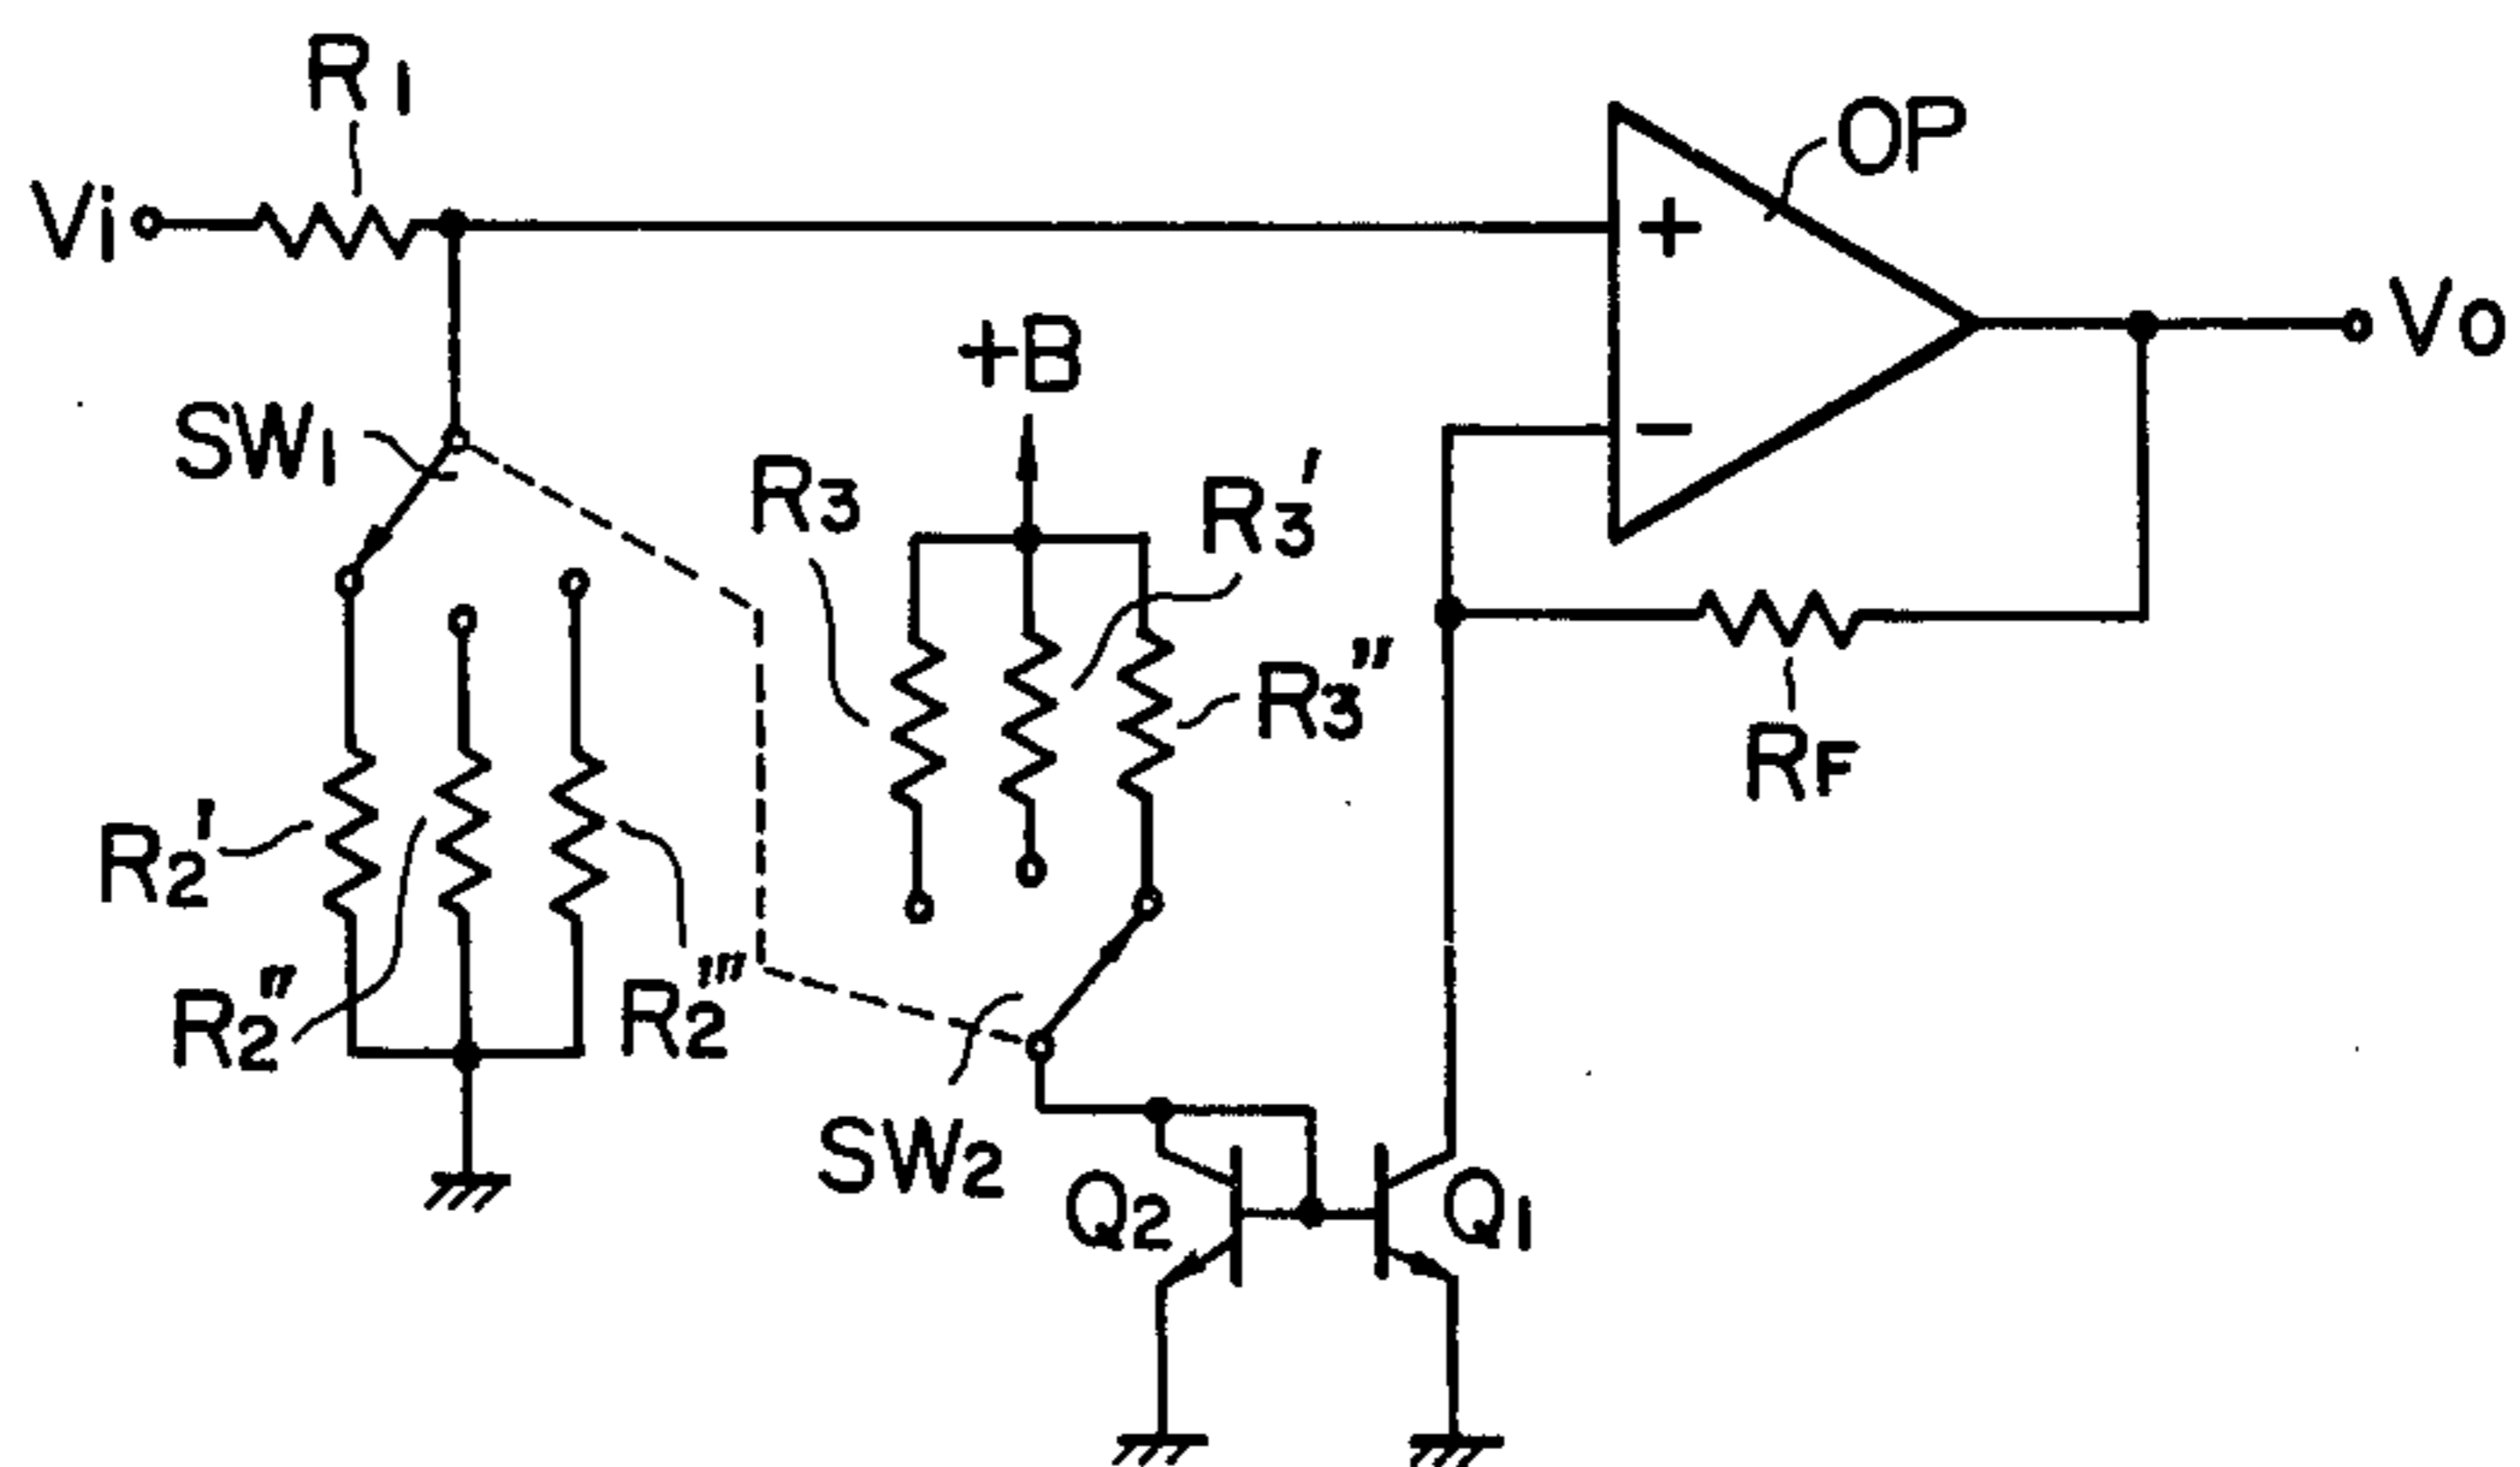 R1
OP
Vi
+
Vo
+B
SW1
−
R3
R3′
R3″
RF
R2′
R2″
R2‴
SW2
Q2
Q1